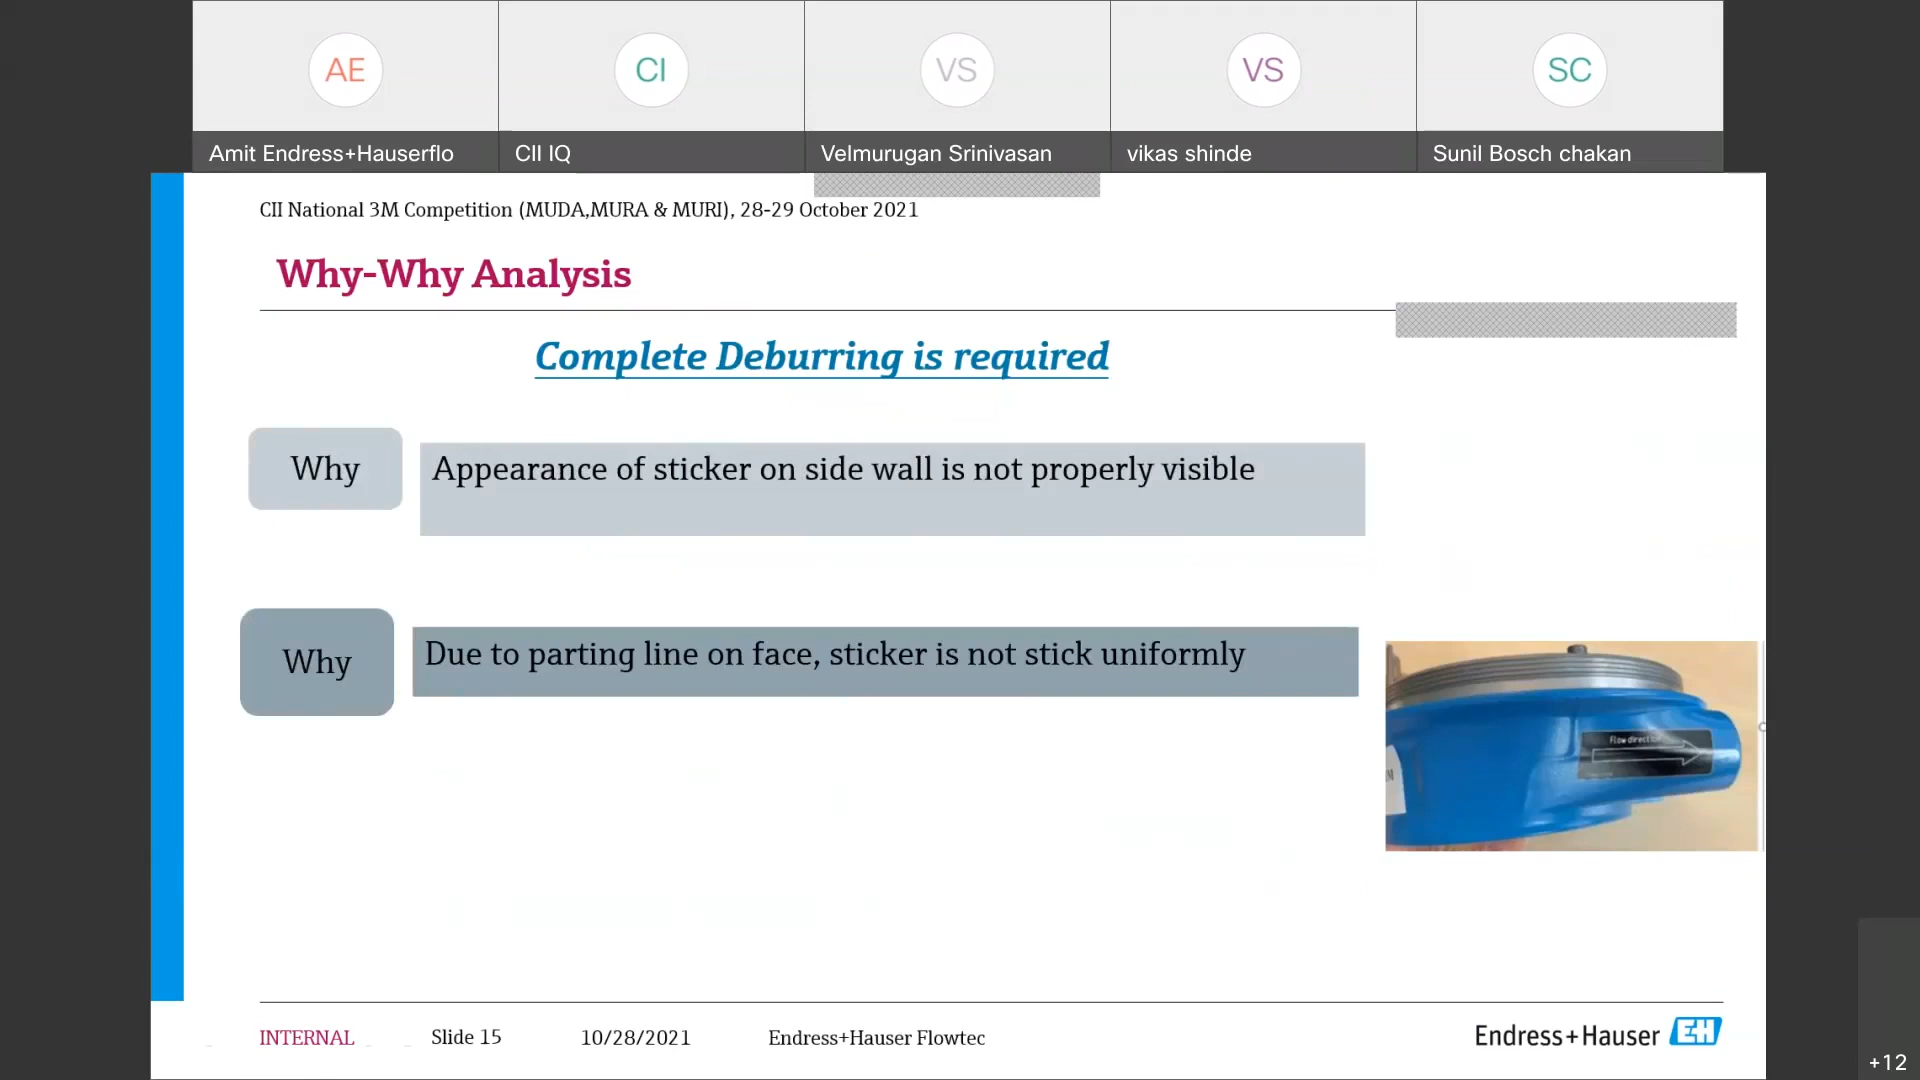 AE
CI
VS
VS
SC
Amit Endress+Hauserflo
CII IQ
Velmurugan Srinivasan
vikas shinde
Sunil Bosch chakan
CII National 3M Competition (MUDA,MURA & MURI), 28-29 October 2021
Why-Why Analysis
Complete Deburring is required
Why
Appearance of sticker on side wall is not properly visible
Why
Due to parting line on face, sticker is not stick uniformly
Flow direction
INTERNAL
Slide 15
10/28/2021
Endress+Hauser Flowtec
Endress+Hauser
EH
+12